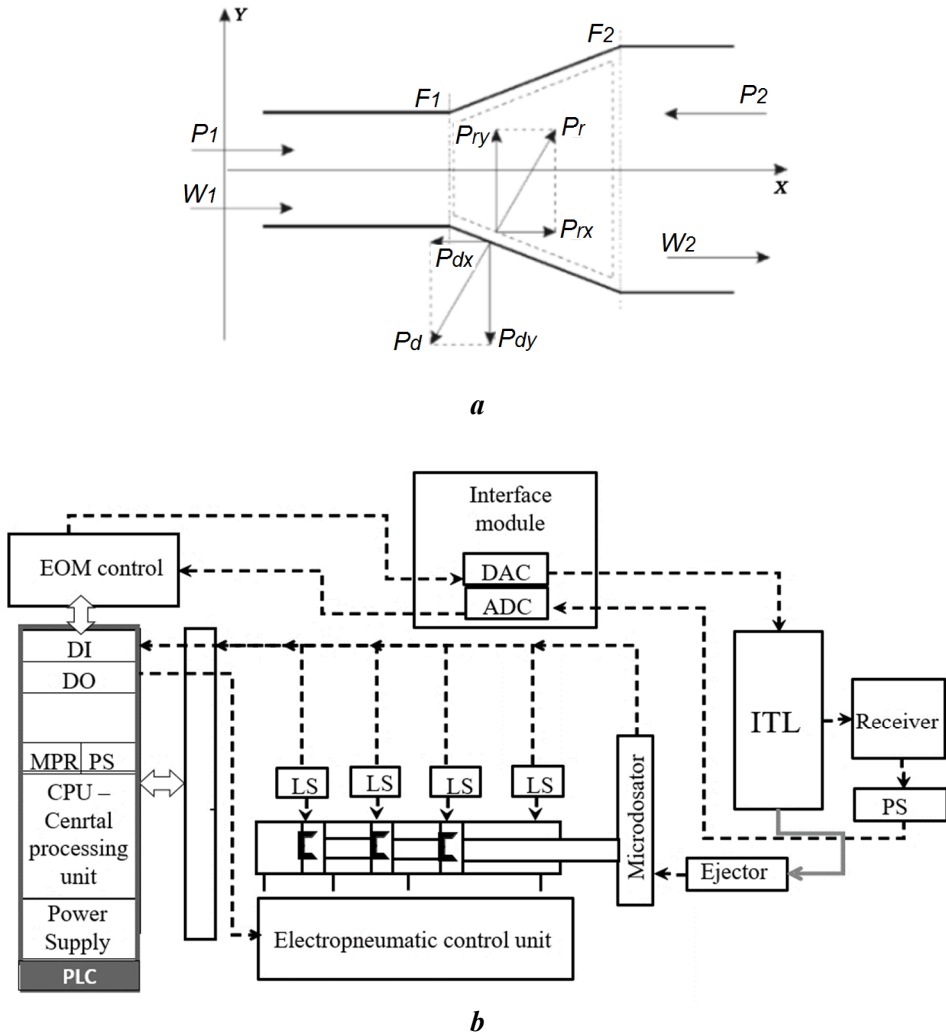 Y
F2
F1
P1
Pry
Pr
P2
X
W1
Prx
W2
Pdx
Pd
Pdy
a
Interface
module
EOM control
DAC
ADC
DI
DO
ITL
Receiver
MPR PS
LS LS LS LS
PS
CPU –
Cenrtal
processing
unit
Microdosator
Ejector
Power
Supply
Electropneumatic control unit
PLC
b